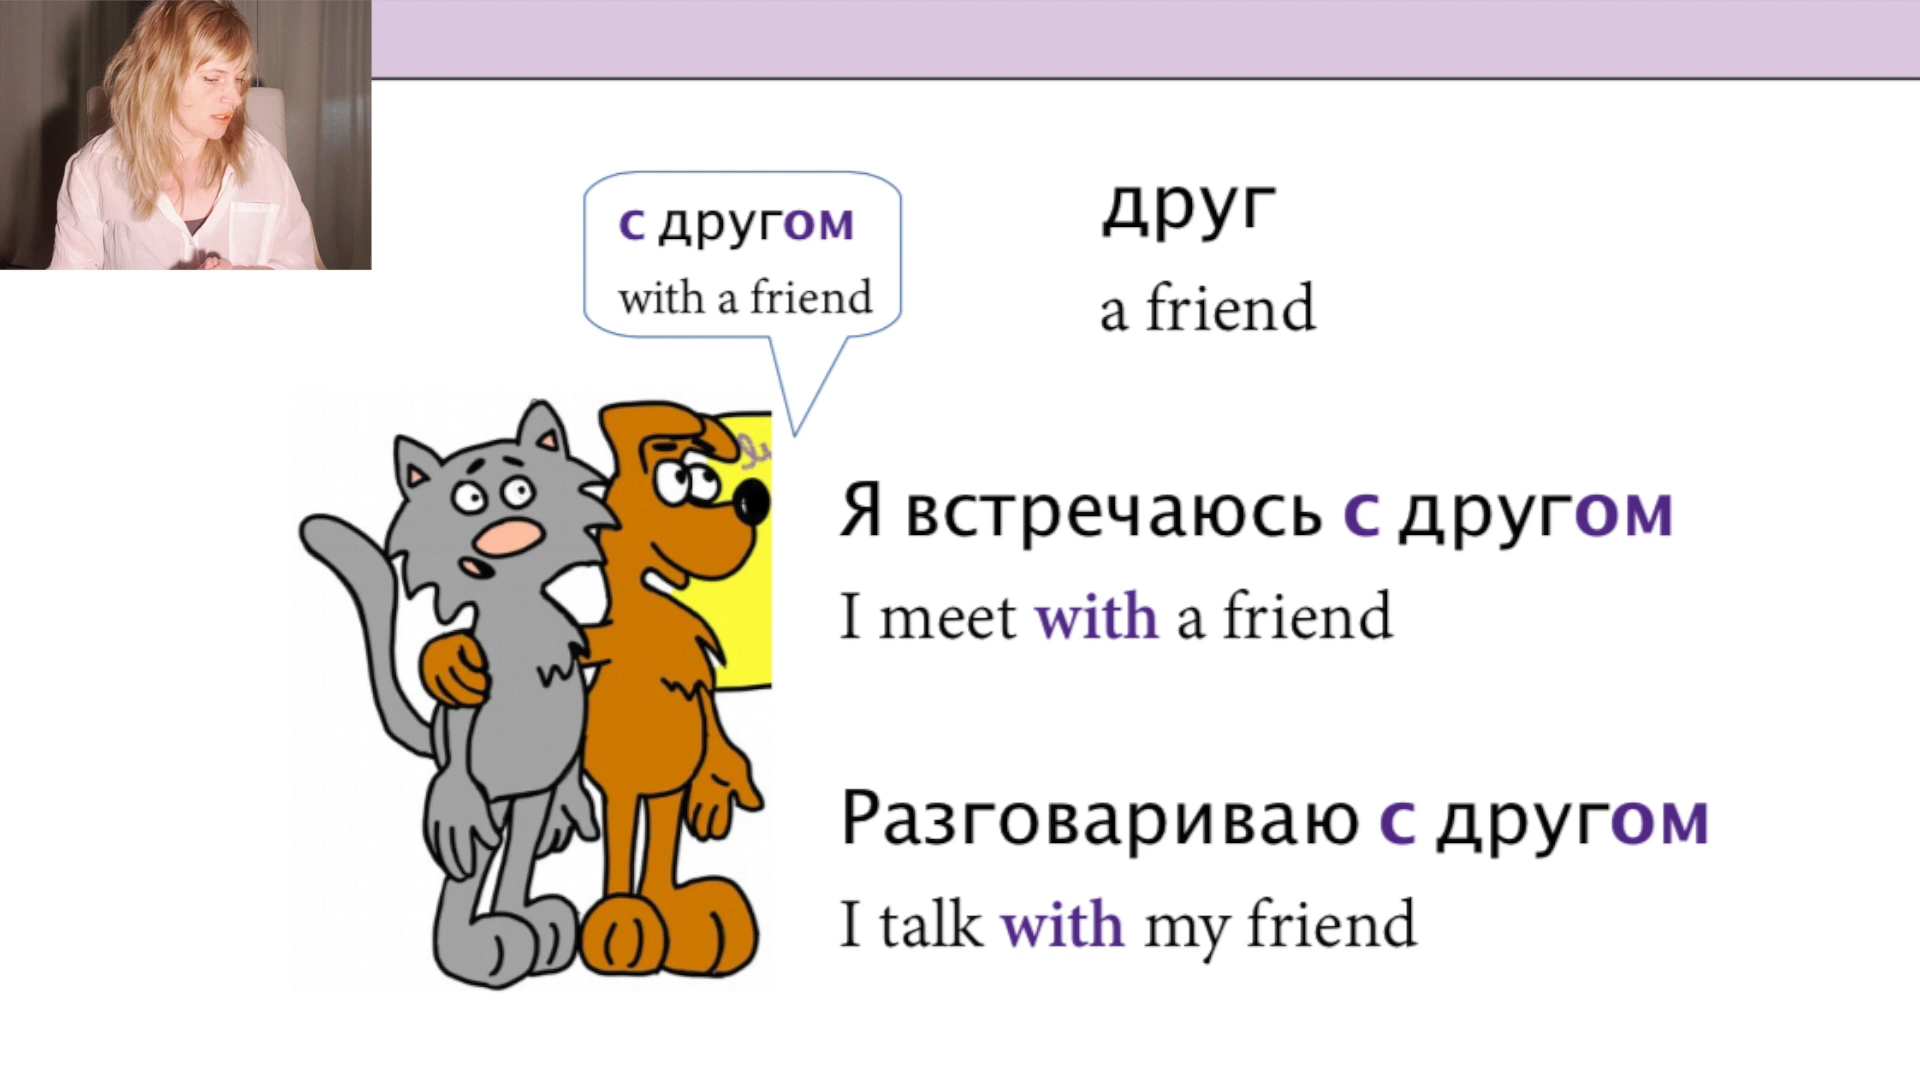 с другом
with a friend
друг
a friend
Я встречаюсь с другом
I meet with a friend
Разговариваю с другом
I talk with my friend